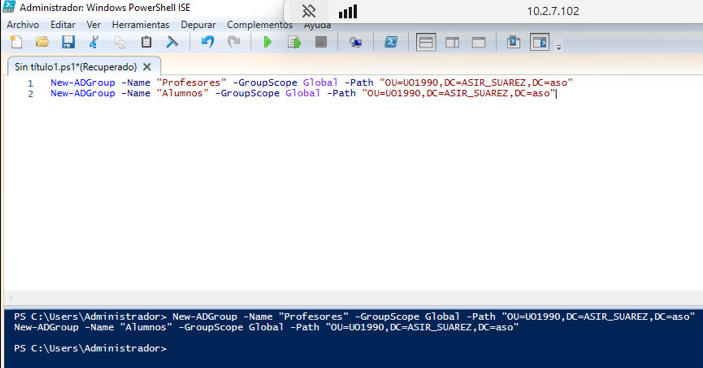 Administrador: Windows PowerShell ISE
10.2.7.102
Archivo Editar Ver Herramientas Depurar Complementos Ayuda
Sin título1.ps1*(Recuperado) X
1 New-ADGroup -Name "Profesores" -GroupScope Global -Path "OU=UO1990,DC=ASIR_SUAREZ,DC=aso"
2 New-ADGroup -Name "Alumnos" -GroupScope Global -Path "OU=UO1990,DC=ASIR_SUAREZ,DC=aso"
PS C:\Users\Administrador> New-ADGroup -Name "Profesores" -GroupScope Global -Path "OU=UO1990,DC=ASIR_SUAREZ,DC=aso"
New-ADGroup -Name "Alumnos" -GroupScope Global -Path "OU=UO1990,DC=ASIR_SUAREZ,DC=aso"
PS C:\Users\Administrador>